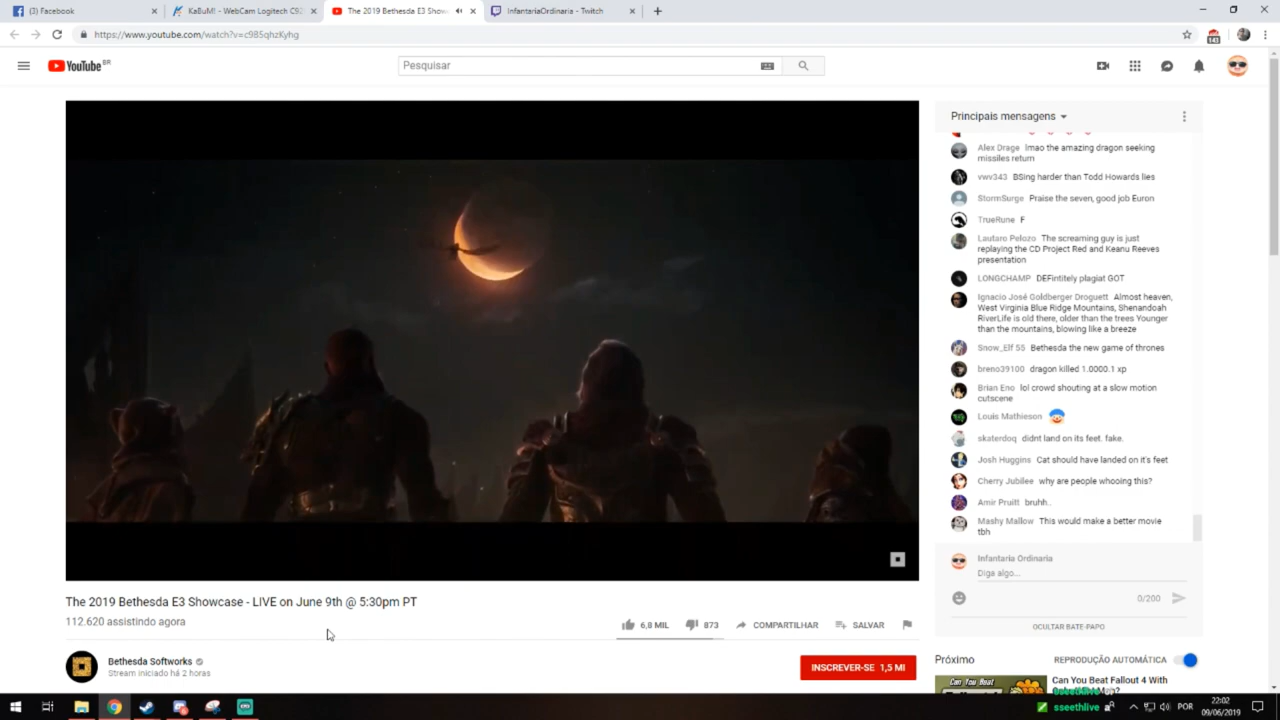 (3) Facebook
KaBuM! - WebCam Logitech C92
The 2019 Bethesda E3 Show
InfantariaOrdinaria - Twitch
https://www.youtube.com/watch?v=c985qhzKyhg
143
YouTube BR
Pesquisar
Principais mensagens
Alex Drage lmao the amazing dragon seeking
missiles return
vwv343 BSing harder than Todd Howards lies
StormSurge Praise the seven, good job Euron
TrueRune F
Lautaro Pelozo The screaming guy is just
replaying the CD Project Red and Keanu Reeves
presentation
LONGCHAMP DEFintitely plagiat GOT
Ignacio José Goldberger Droguett Almost heaven,
West Virginia Blue Ridge Mountains, Shenandoah
RiverLife is old there, older than the trees Younger
than the mountains, blowing like a breeze
Snow_Elf 55 Bethesda the new game of thrones
breno39100 dragon killed 1.0000.1 xp
Brian Eno lol crowd shouting at a slow motion
cutscene
Louis Mathieson
skaterdoq didnt land on its feet. fake.
Josh Huggins Cat should have landed on it's feet
Cherry Jubilee why are people whooing this?
Amir Pruitt bruhh..
Mashy Mallow This would make a better movie
tbh
Infantaria Ordinaria
Diga algo...
0/200
OCULTAR BATE-PAPO
The 2019 Bethesda E3 Showcase - LIVE on June 9th @ 5:30pm PT
112.620 assistindo agora
6,8 MIL
873
COMPARTILHAR
SALVAR
Bethesda Softworks
Stream iniciado há 2 horas
INSCREVER-SE 1,5 MI
Próximo
REPRODUÇÃO AUTOMÁTICA
Can You Beat
Can You Beat Fallout 4 With
sseethlive
POR
22:02
09/06/2019